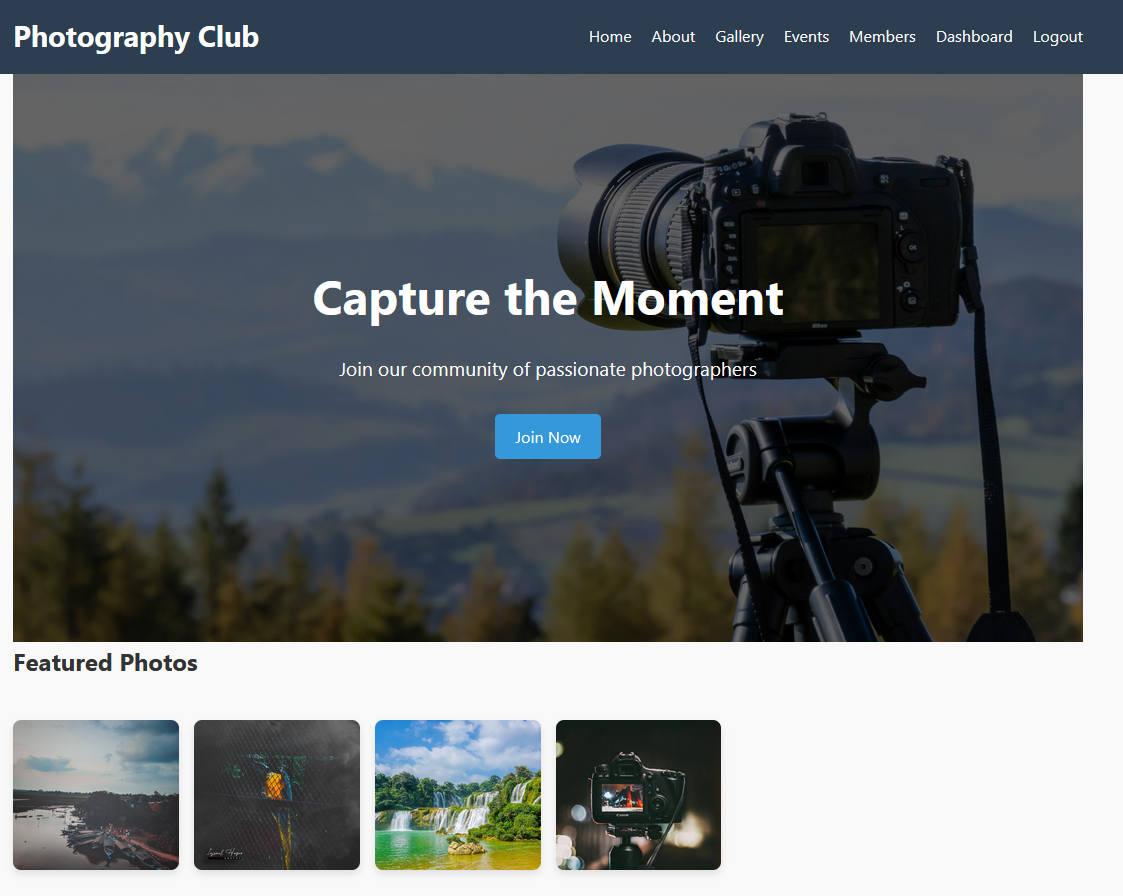 Photography Club
Home About Gallery Events Members Dashboard Logout
Capture the Moment
Join our community of passionate photographers
Join Now
Featured Photos
Canon